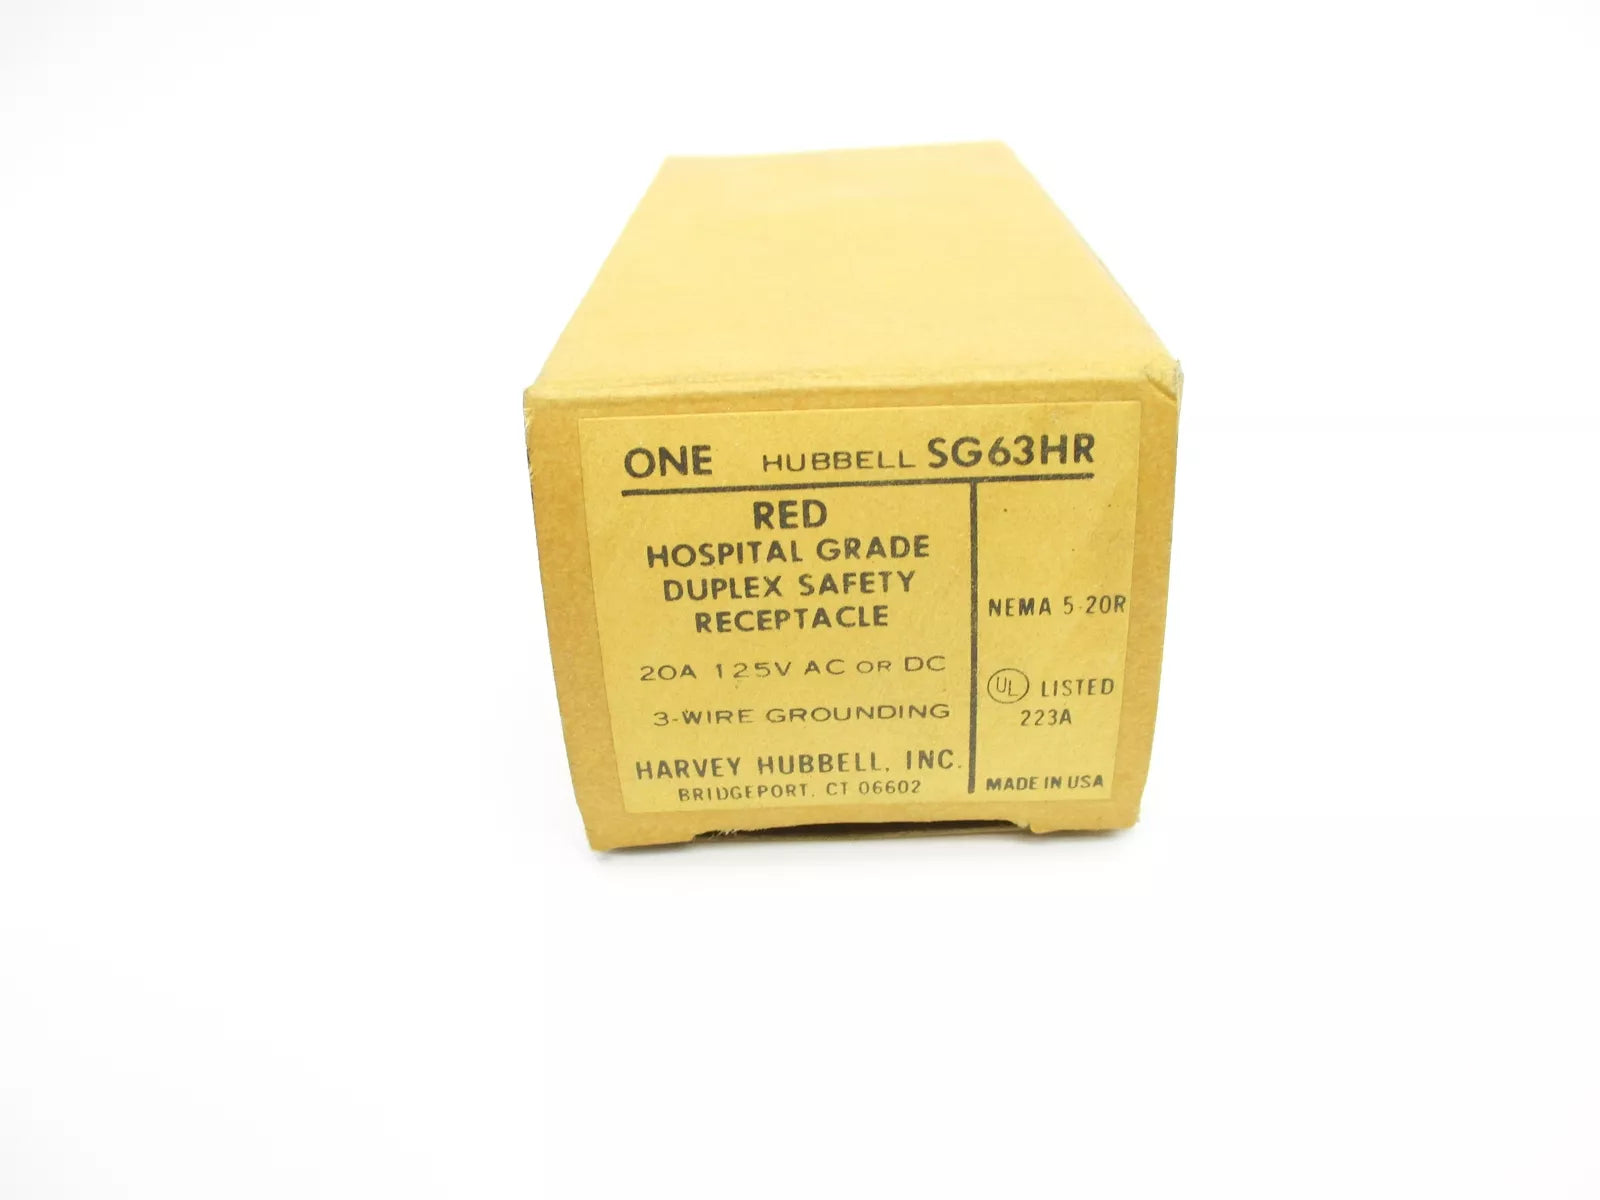 ONE HUBBELL SG63HR
RED
HOSPITAL GRADE
DUPLEX SAFETY
RECEPTACLE
20A 125V AC OR DC
3-WIRE GROUNDING
HARVEY HUBBELL, INC.
BRIDGEPORT, CT 06602
NEMA 5-20R
UL LISTED
223A
MADE IN USA